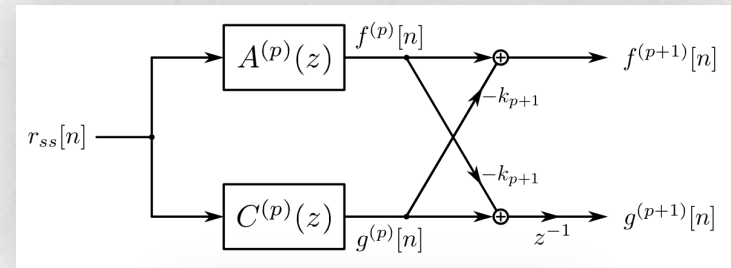 A^{(p)}(z)
f^{(p)}[n]
f^{(p+1)}[n]
-k_{p+1}
r_{ss}[n]
-k_{p+1}
C^{(p)}(z)
g^{(p)}[n]
z^{-1}
g^{(p+1)}[n]